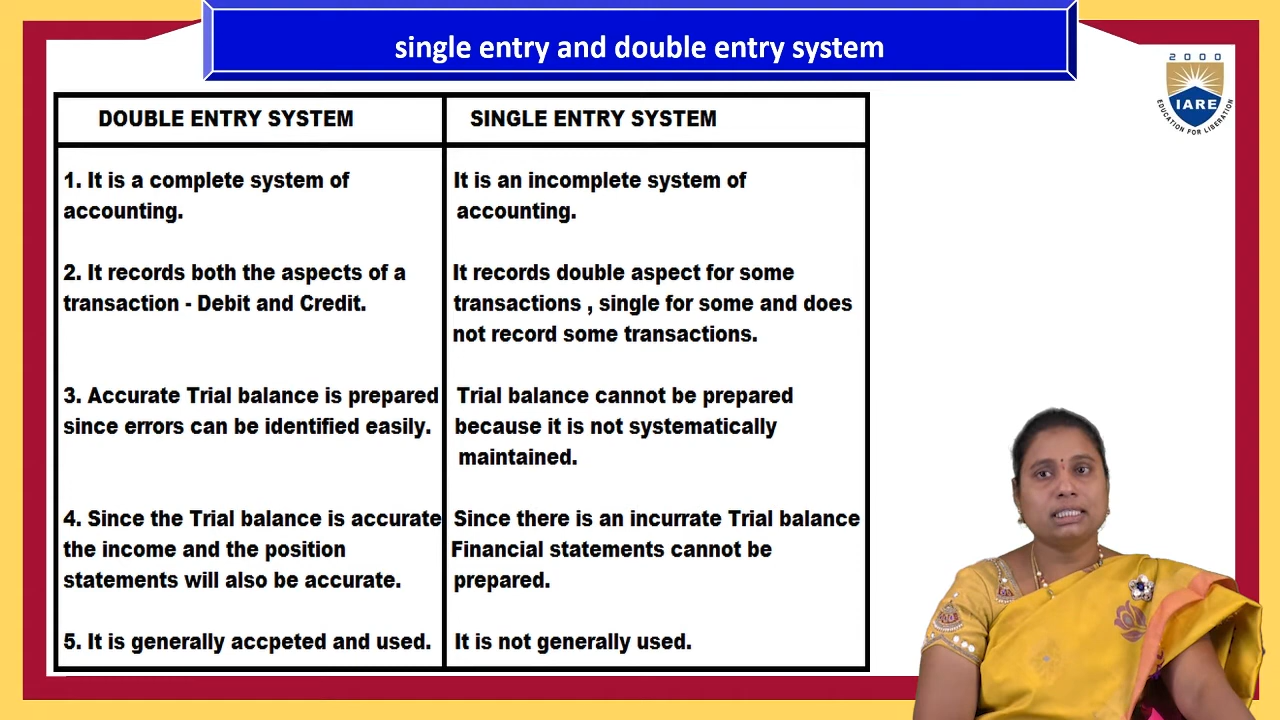 single entry and double entry system
2 0 0 0
IARE
EDUCATION FOR LIBERATION
DOUBLE ENTRY SYSTEM
SINGLE ENTRY SYSTEM
1. It is a complete system of
accounting.
It is an incomplete system of
accounting.
2. It records both the aspects of a
transaction - Debit and Credit.
It records double aspect for some
transactions , single for some and does
not record some transactions.
3. Accurate Trial balance is prepared
since errors can be identified easily.
Trial balance cannot be prepared
because it is not systematically
maintained.
4. Since the Trial balance is accurate
the income and the position
statements will also be accurate.
Since there is an incurrate Trial balance
Financial statements cannot be
prepared.
5. It is generally accpeted and used.
It is not generally used.